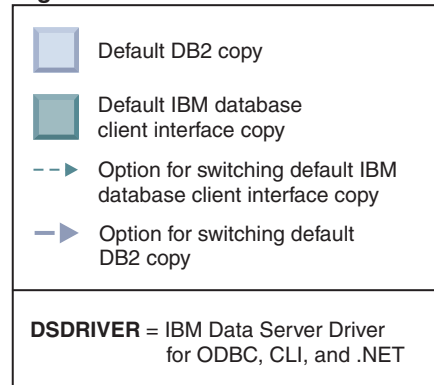 Default DB2 copy
Default IBM database
client interface copy
Option for switching default IBM
database client interface copy
Option for switching default
DB2 copy
DSDRIVER = IBM Data Server Driver
for ODBC, CLI, and .NET